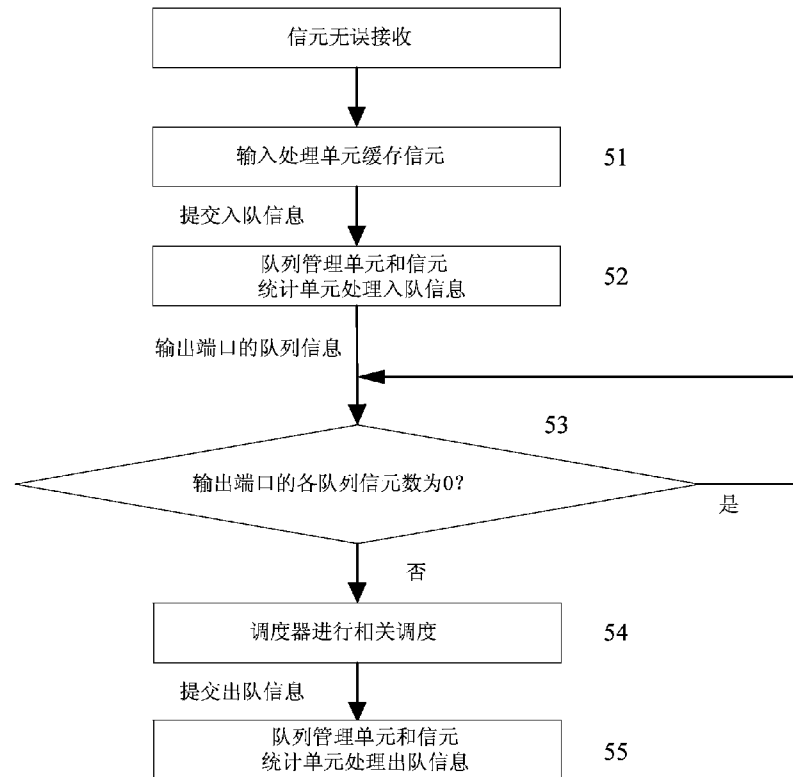 信元无误接收
输入处理单元缓存信元
51
提交入队信息
队列管理单元和信元
统计单元处理入队信息
52
输出端口的队列信息
53
输出端口的各队列信元数为0?
是
否
调度器进行相关调度
54
提交出队信息
队列管理单元和信元
统计单元处理出队信息
55